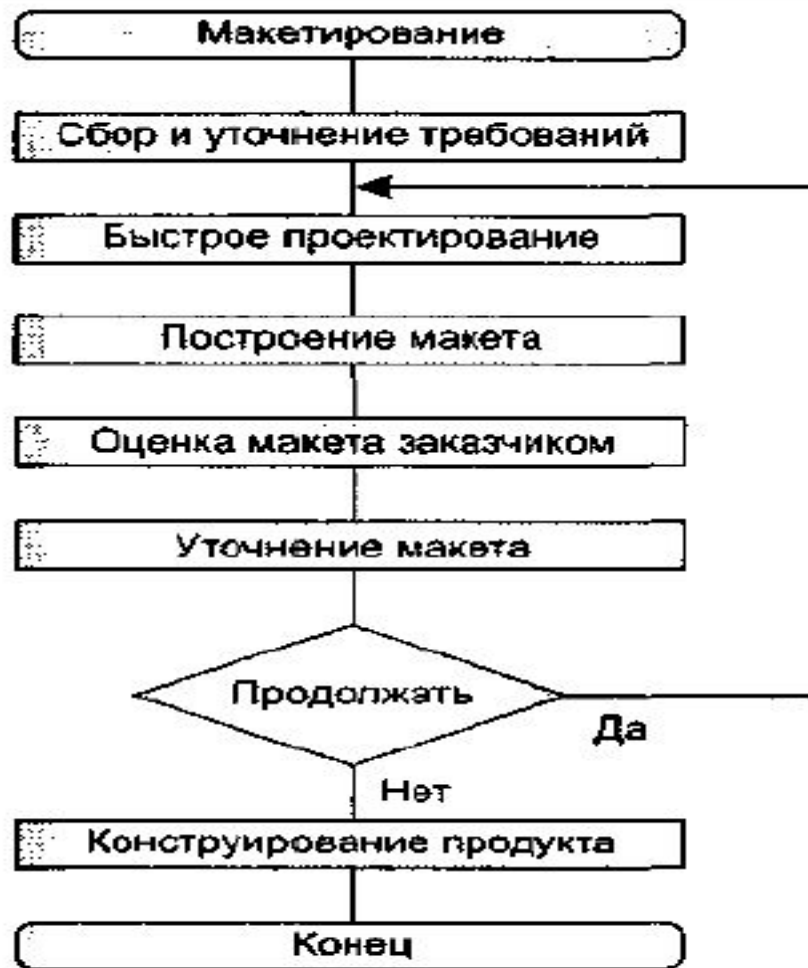 Макетирование
Сбор и уточнение требований
Быстрое проектирование
Построение макета
Оценка макета заказчиком
Уточнение макета
Продолжать
Да
Нет
Конструирование продукта
Конец